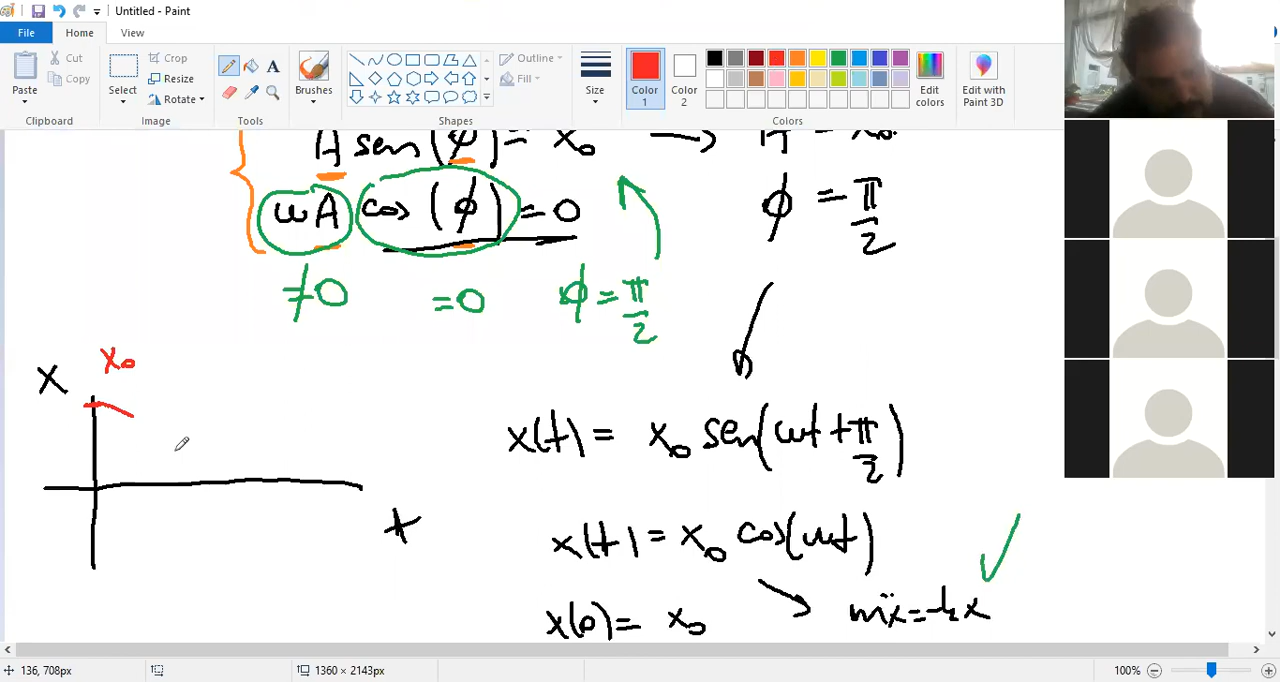 Untitled - Paint
File Home View
Paste Cut Copy Clipboard
Select Crop Resize Rotate Image
Tools
Brushes
Shapes Outline Fill
Size
Color 1 Color 2 Edit colors Edit with Paint 3D
Colors
A sen(ϕ) = x₀ → A = x₀.
ωA cos(ϕ) = 0 ϕ = π/2
≠0 =0 ϕ = π/2
x₀
x
t
x(t) = x₀ sen(ωt + π/2)
x(t) = x₀ cos(ωt)
x(0) = x₀ → mẍ = -kx ✓
136, 708px 1360 × 2143px 100%